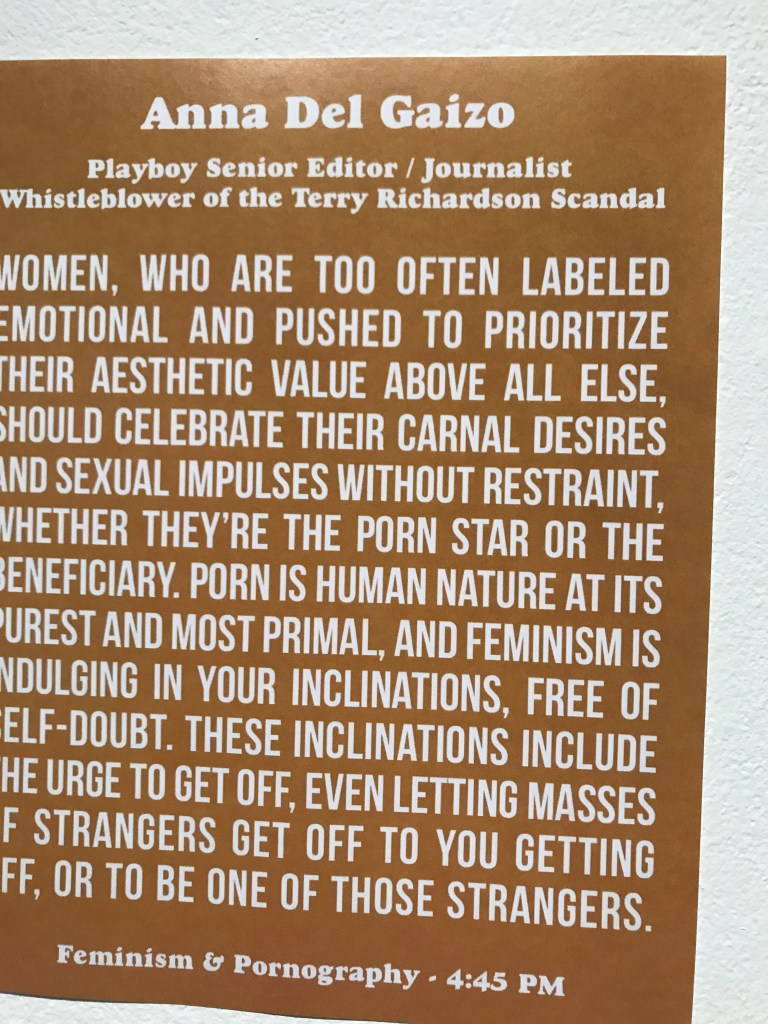 Anna Del Gaizo
Playboy Senior Editor / Journalist
Whistleblower of the Terry Richardson Scandal
WOMEN, WHO ARE TOO OFTEN LABELED
EMOTIONAL AND PUSHED TO PRIORITIZE
THEIR AESTHETIC VALUE ABOVE ALL ELSE,
SHOULD CELEBRATE THEIR CARNAL DESIRES
AND SEXUAL IMPULSES WITHOUT RESTRAINT,
WHETHER THEY'RE THE PORN STAR OR THE
BENEFICIARY. PORN IS HUMAN NATURE AT ITS
PUREST AND MOST PRIMAL, AND FEMINISM IS
INDULGING IN YOUR INCLINATIONS, FREE OF
SELF-DOUBT. THESE INCLINATIONS INCLUDE
THE URGE TO GET OFF, EVEN LETTING MASSES
OF STRANGERS GET OFF TO YOU GETTING
OFF, OR TO BE ONE OF THOSE STRANGERS.
Feminism & Pornography - 4:45 PM